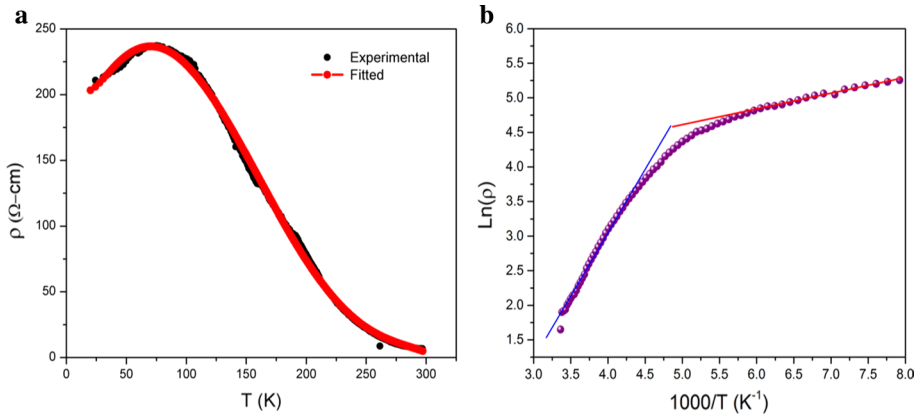 a
250
200
150
100
50
0
0 50 100 150 200 250 300
ρ (Ω–cm)
T (K)
Experimental
Fitted
b
6.0
5.5
5.0
4.5
4.0
3.5
3.0
2.5
2.0
1.5
3.0 3.5 4.0 4.5 5.0 5.5 6.0 6.5 7.0 7.5 8.0
Ln(ρ)
1000/T (K⁻¹)